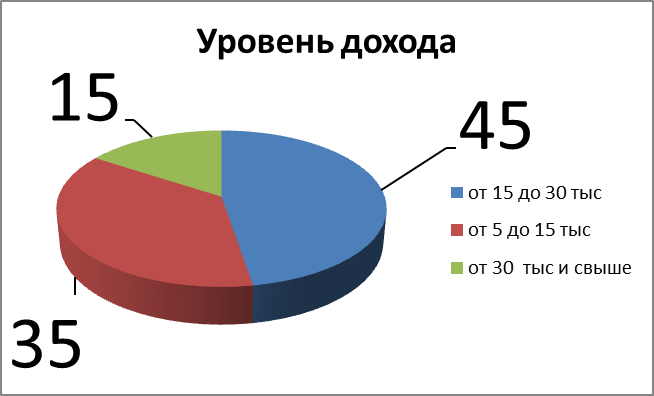 Уровень дохода
15
45
35
от 15 до 30 тыс
от 5 до 15 тыс
от 30  тыс и свыше